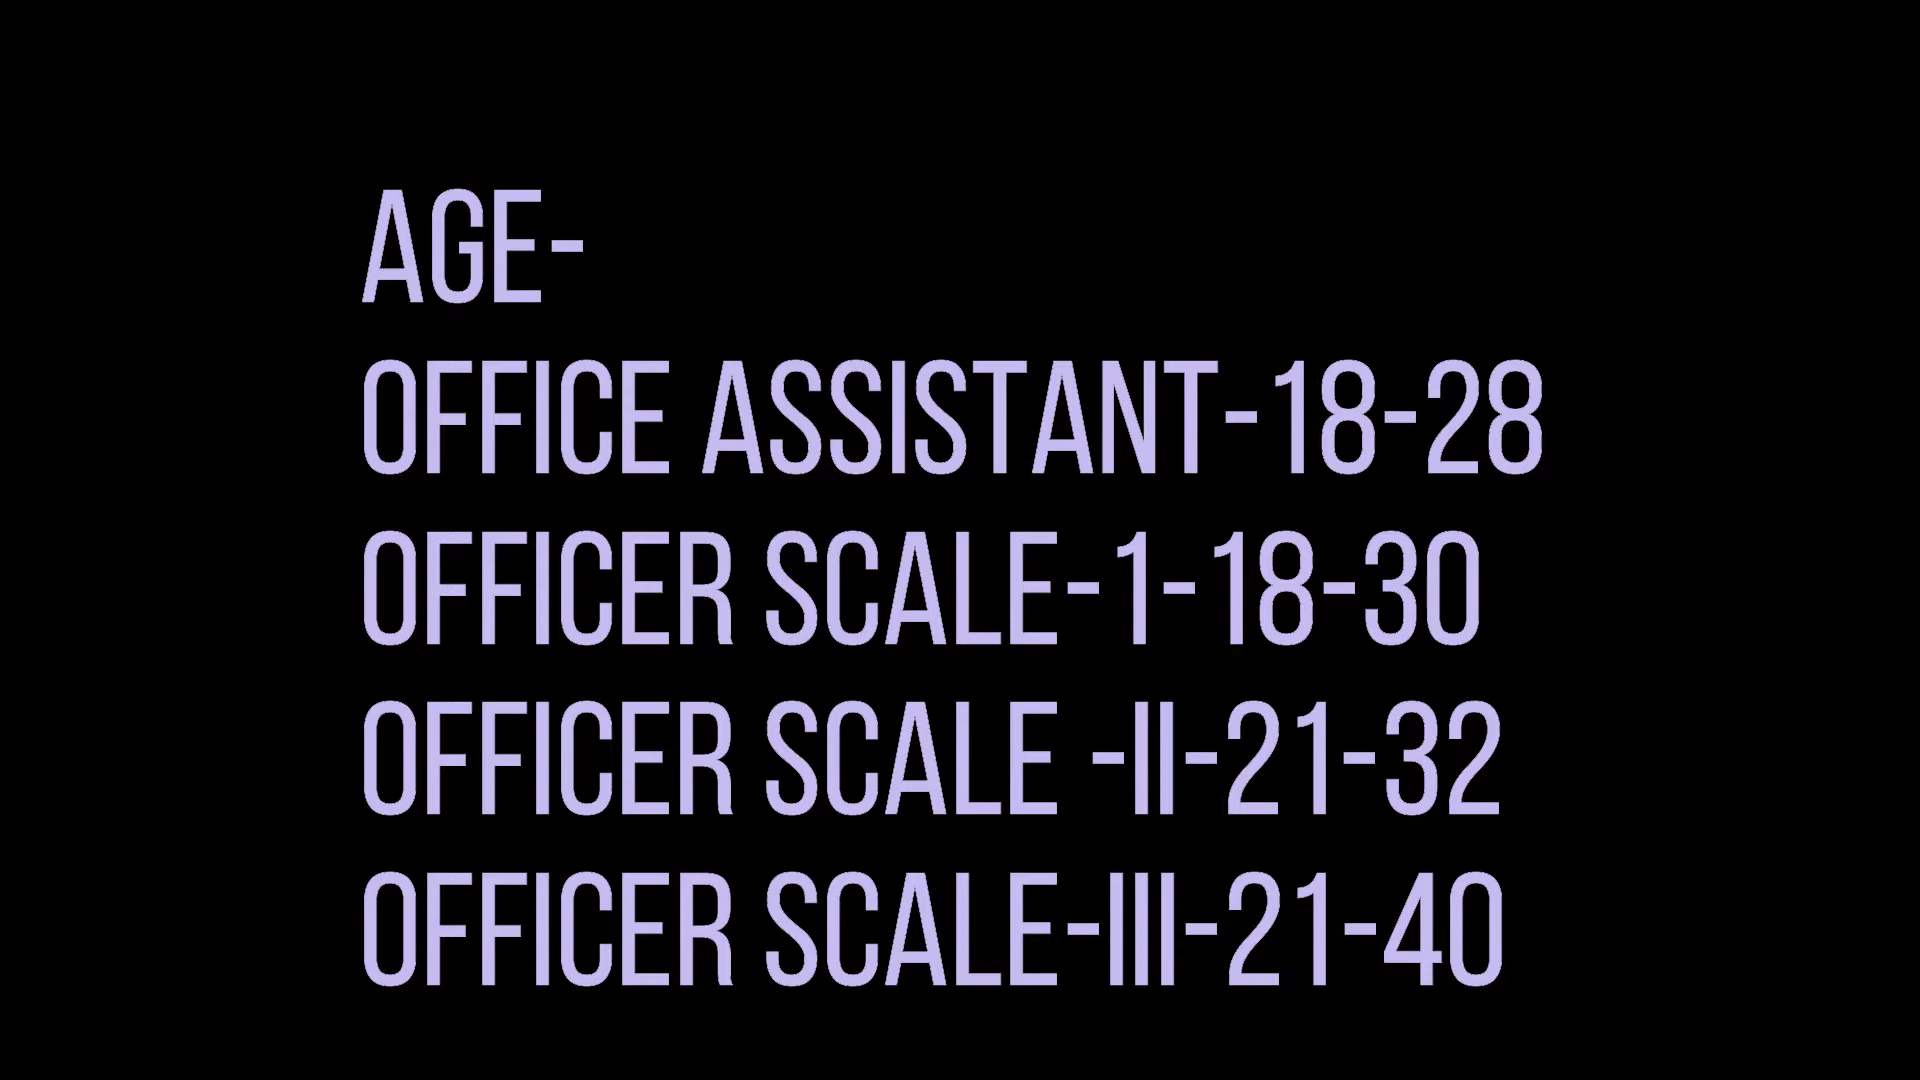 AGE-
OFFICE ASSISTANT-18-28
OFFICER SCALE-1-18-30
OFFICER SCALE -II-21-32
OFFICER SCALE-III-21-40